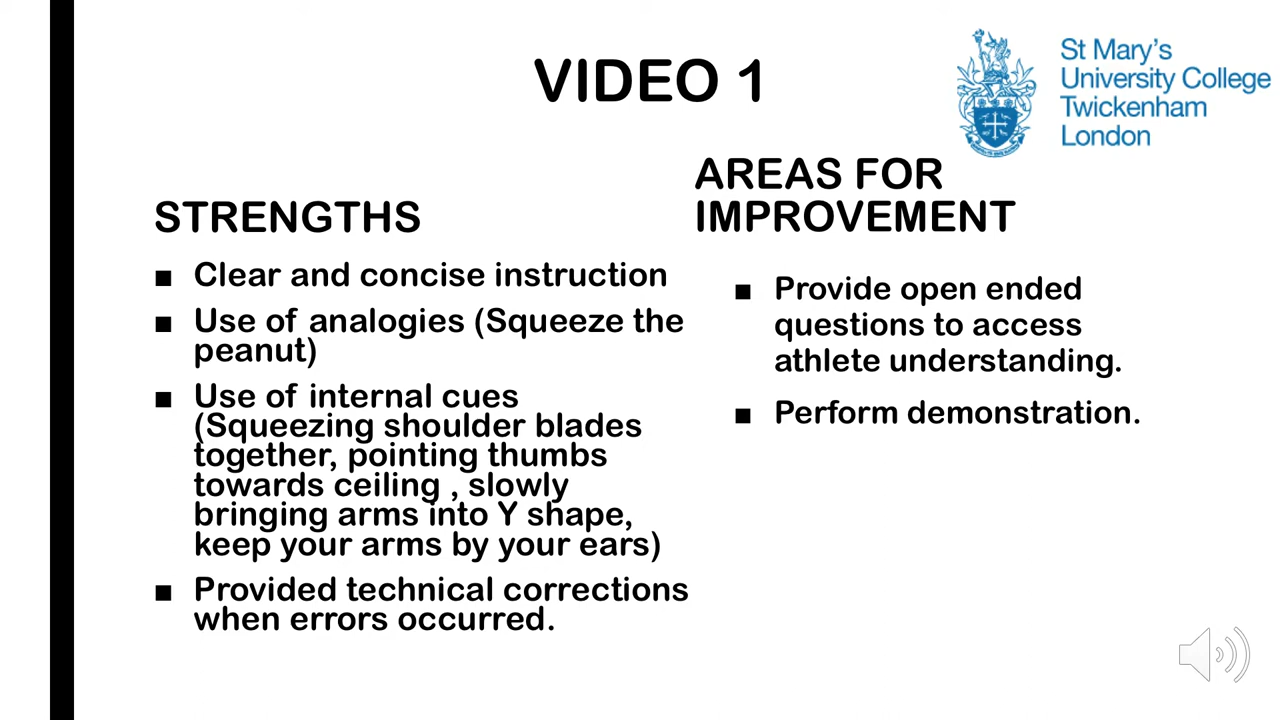 VIDEO 1
St Mary's
University College
Twickenham
London
STRENGTHS
■ Clear and concise instruction
■ Use of analogies (Squeeze the
peanut)
■ Use of internal cues
(Squeezing shoulder blades
together, pointing thumbs
towards ceiling , slowly
bringing arms into Y shape,
keep your arms by your ears)
■ Provided technical corrections
when errors occurred.
AREAS FOR
IMPROVEMENT
■ Provide open ended
questions to access
athlete understanding.
■ Perform demonstration.